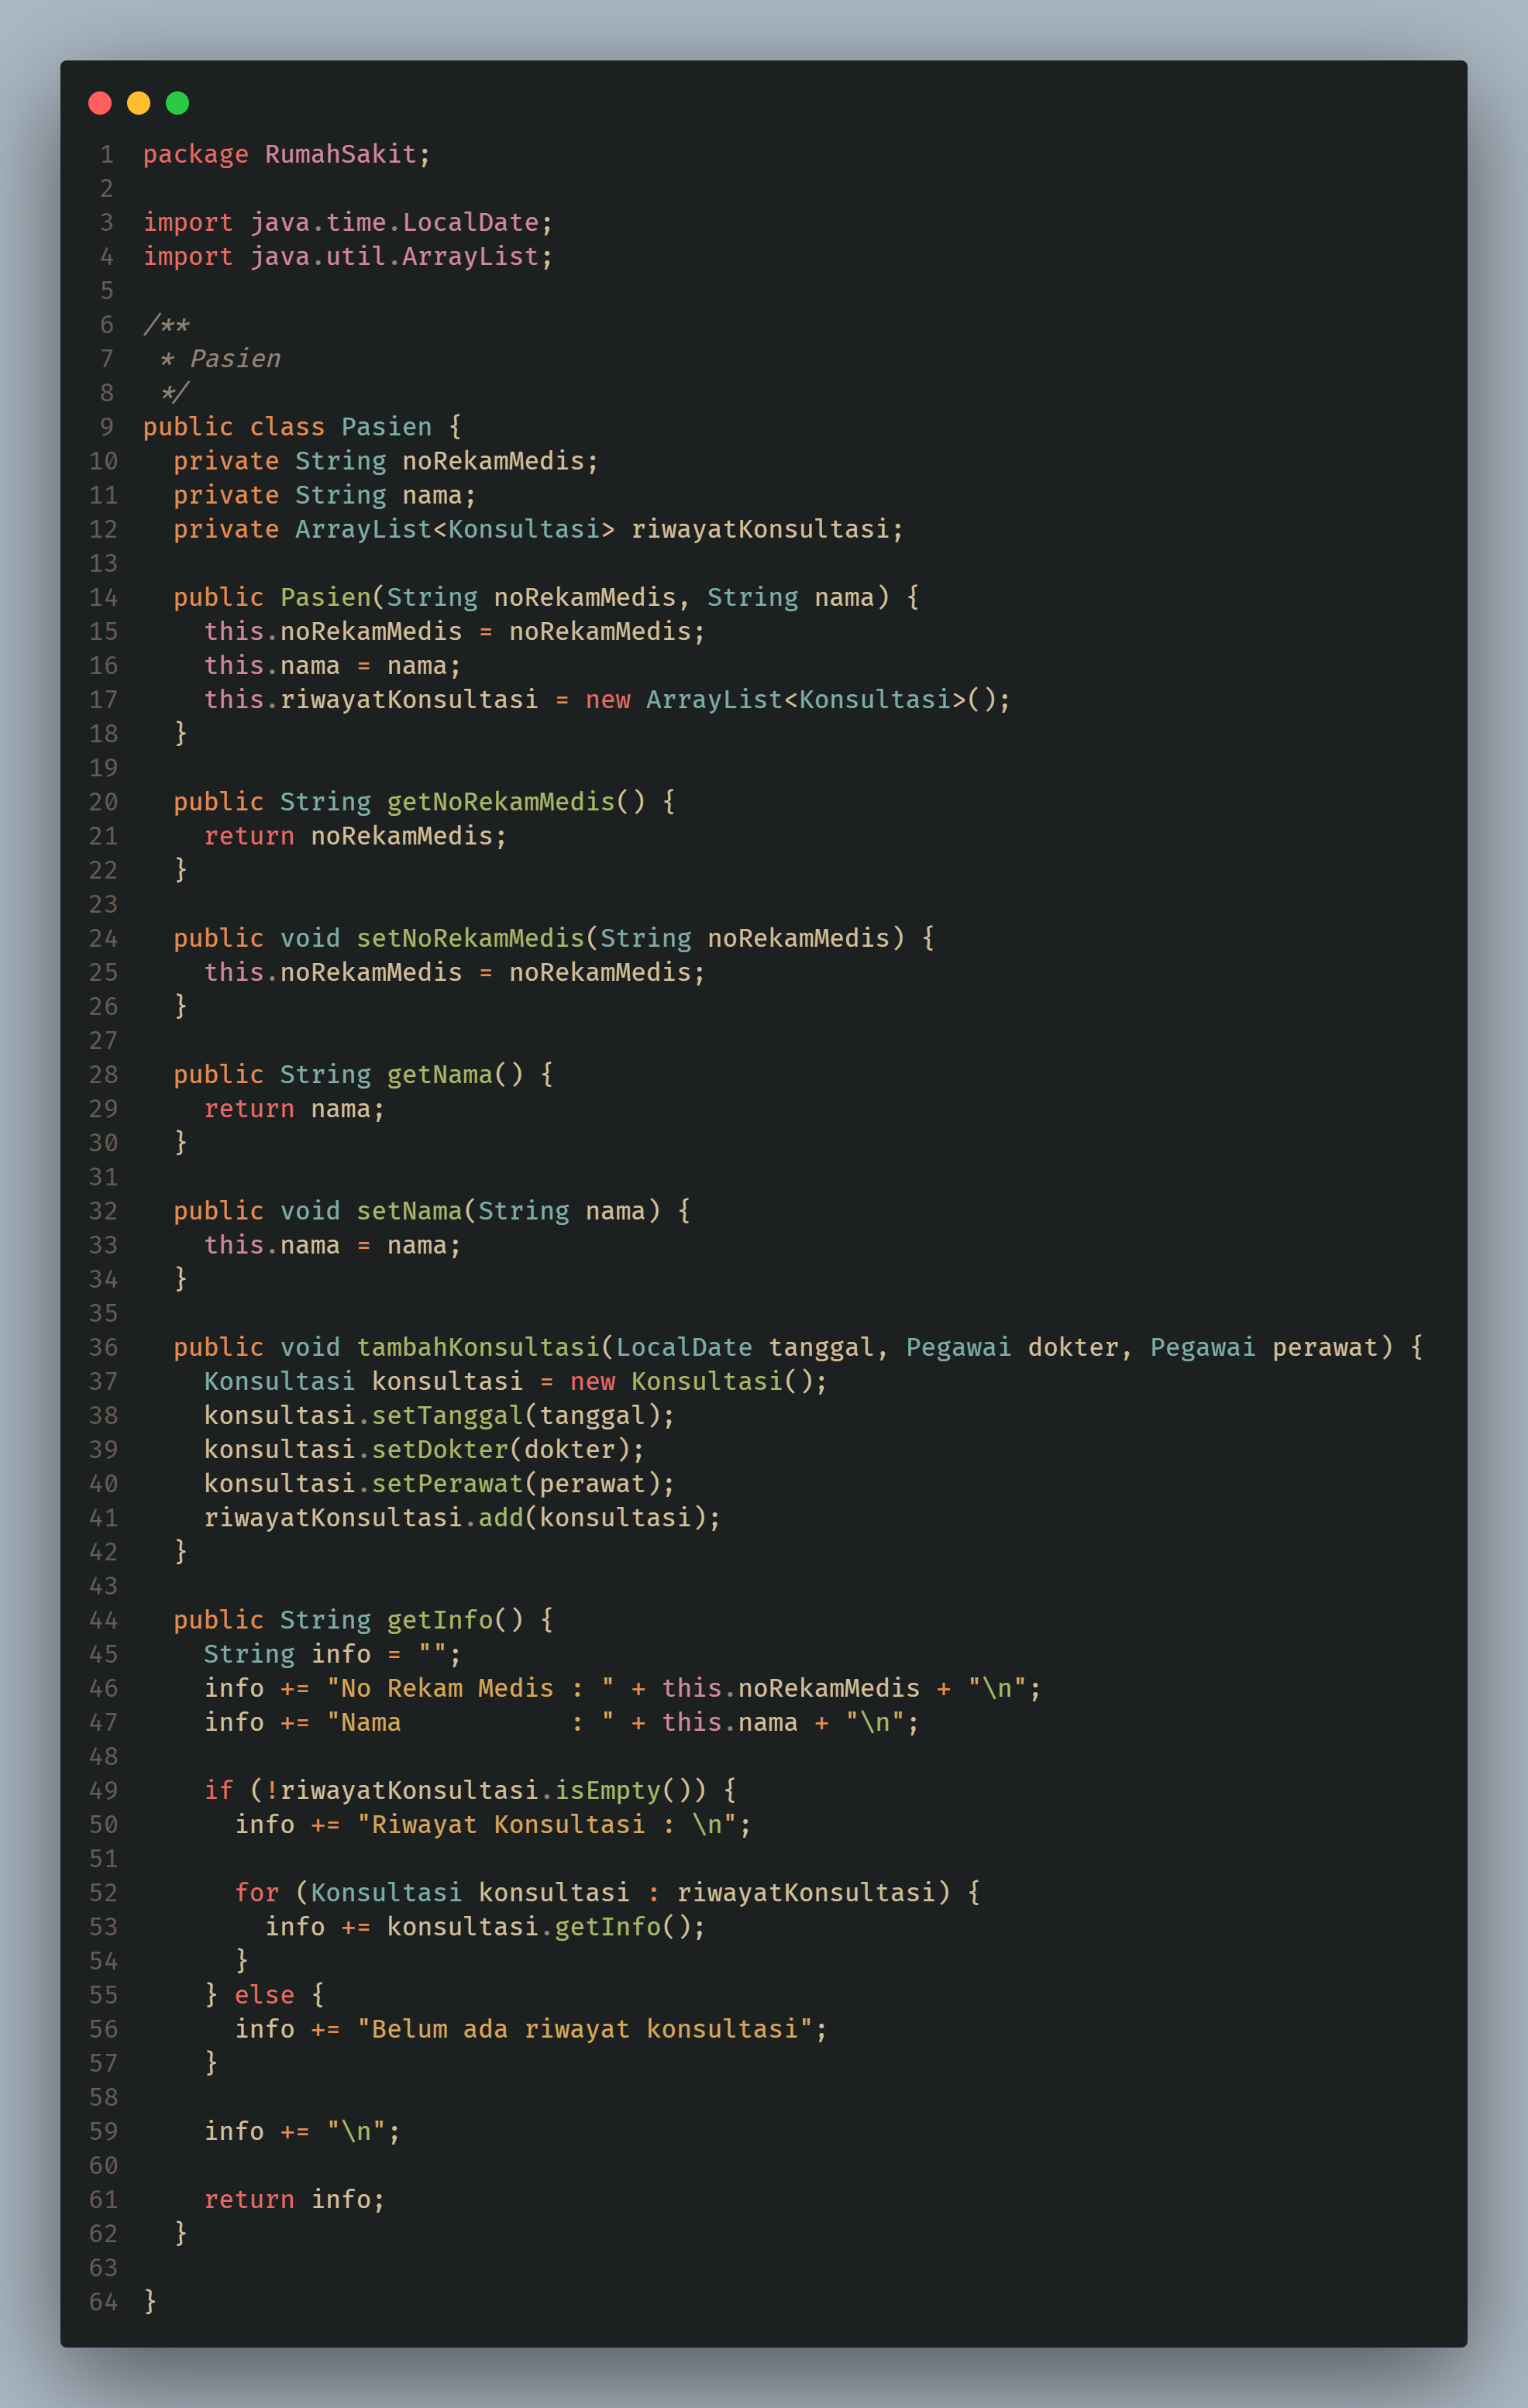 1 package RumahSakit;
2
3 import java.time.LocalDate;
4 import java.util.ArrayList;
5
6 /**
7  * Pasien
8  */
9 public class Pasien {
10   private String noRekamMedis;
11   private String nama;
12   private ArrayList<Konsultasi> riwayatKonsultasi;
13
14   public Pasien(String noRekamMedis, String nama) {
15     this.noRekamMedis = noRekamMedis;
16     this.nama = nama;
17     this.riwayatKonsultasi = new ArrayList<Konsultasi>();
18   }
19
20   public String getNoRekamMedis() {
21     return noRekamMedis;
22   }
23
24   public void setNoRekamMedis(String noRekamMedis) {
25     this.noRekamMedis = noRekamMedis;
26   }
27
28   public String getNama() {
29     return nama;
30   }
31
32   public void setNama(String nama) {
33     this.nama = nama;
34   }
35
36   public void tambahKonsultasi(LocalDate tanggal, Pegawai dokter, Pegawai perawat) {
37     Konsultasi konsultasi = new Konsultasi();
38     konsultasi.setTanggal(tanggal);
39     konsultasi.setDokter(dokter);
40     konsultasi.setPerawat(perawat);
41     riwayatKonsultasi.add(konsultasi);
42   }
43
44   public String getInfo() {
45     String info = "";
46     info += "No Rekam Medis : " + this.noRekamMedis + "\n";
47     info += "Nama           : " + this.nama + "\n";
48
49     if (!riwayatKonsultasi.isEmpty()) {
50       info += "Riwayat Konsultasi : \n";
51
52       for (Konsultasi konsultasi : riwayatKonsultasi) {
53         info += konsultasi.getInfo();
54       }
55     } else {
56       info += "Belum ada riwayat konsultasi";
57     }
58
59     info += "\n";
60
61     return info;
62   }
63
64 }